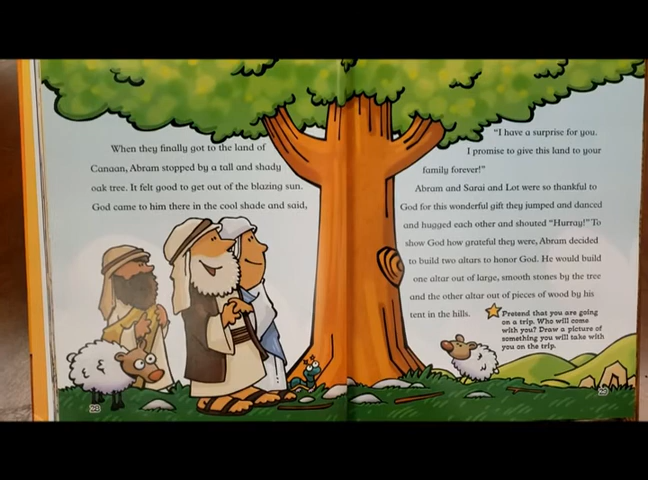 When they finally got to the land of
Canaan, Abram stopped by a tall and shady
oak tree. It felt good to get out of the blazing sun.
God came to him there in the cool shade and said,
"I have a surprise for you.
I promise to give this land to your
family forever!"
Abram and Sarai and Lot were so thankful to
God for this wonderful gift they jumped and danced
and hugged each other and shouted "Hurray!" To
show God how grateful they were, Abram decided
to build two altars to honor God. He would build
one altar out of large, smooth stones by the tree
and the other altar out of pieces of wood by his
tent in the hills.
Pretend that you are going
on a trip. Who will come
with you? Draw a picture of
something you will take with
you on the trip.